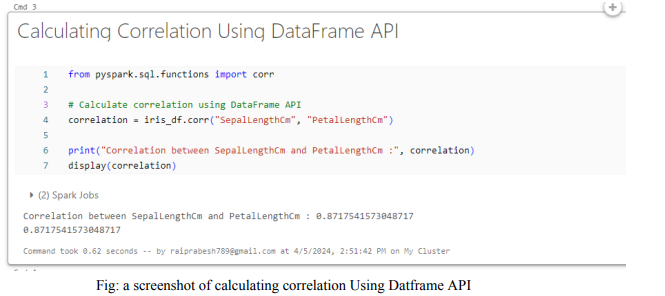 Cmd 3
Calculating Correlation Using DataFrame API
1 from pyspark.sql.functions import corr
2
3 # Calculate correlation using DataFrame API
4 correlation = iris_df.corr("SepalLengthCm", "PetalLengthCm")
5
6 print("Correlation between SepalLengthCm and PetalLengthCm :", correlation)
7 display(correlation)
(2) Spark Jobs
Correlation between SepalLengthCm and PetalLengthCm : 0.8717541573048717
0.8717541573048717
Command took 0.62 seconds -- by raiprabesh789@gmail.com at 4/5/2024, 2:51:42 PM on My Cluster
Fig: a screenshot of calculating correlation Using Datframe API